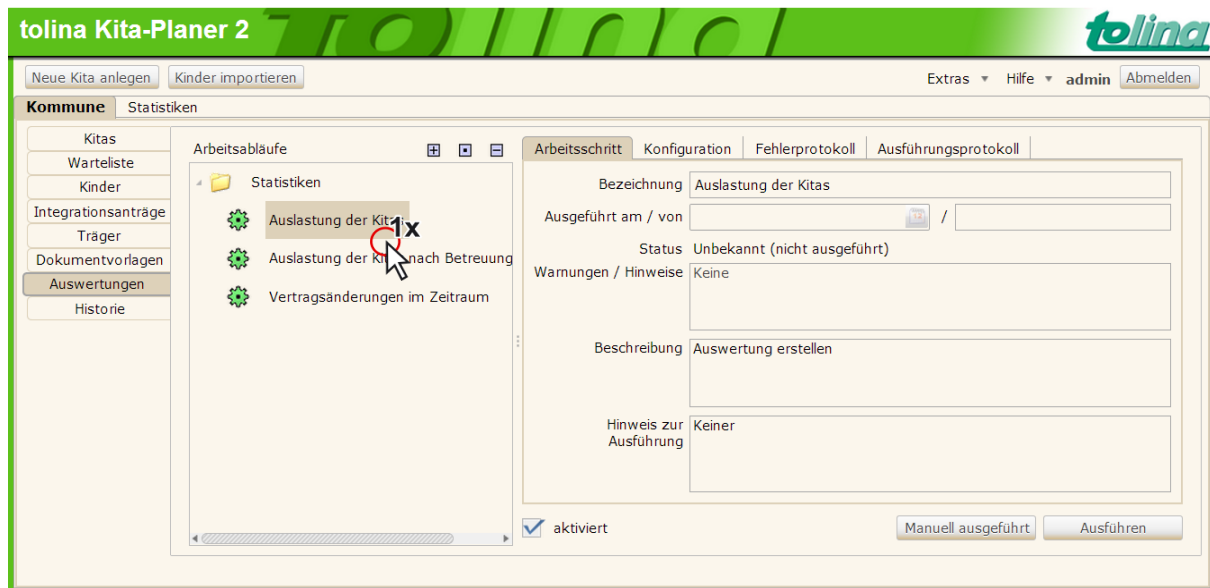 tolina Kita-Planer 2
tolina
tolina
Neue Kita anlegen Kinder importieren Extras Hilfe admin Abmelden
Kommune Statistiken
Kitas
Warteliste
Kinder
Integrationsanträge
Träger
Dokumentvorlagen
Auswertungen
Historie
Arbeitsabläufe
Statistiken
Auslastung der Kitas
1x
Auslastung der Kitas nach Betreuung
Vertragsänderungen im Zeitraum
Arbeitsschritt Konfiguration Fehlerprotokoll Ausführungsprotokoll
Bezeichnung Auslastung der Kitas
Ausgeführt am / von /
Status Unbekannt (nicht ausgeführt)
Warnungen / Hinweise Keine
Beschreibung Auswertung erstellen
Hinweis zur Keiner
Ausführung
aktiviert Manuell ausgeführt Ausführen